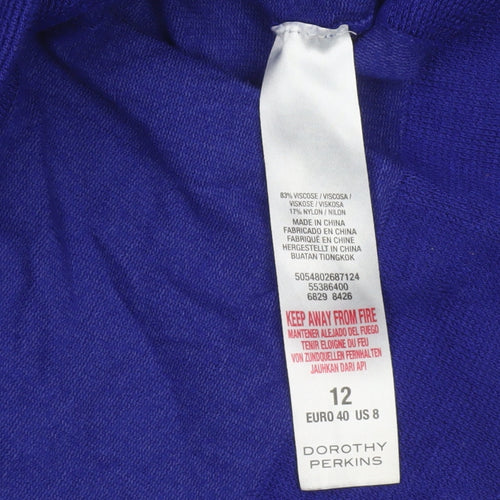 83% VISCOSE / VISCOSA /
VISKOSE / VISKOSE
17% NYLON / NILON
MADE IN CHINA
FABRICADO EN CHINA
FABRIQUÉ EN CHINE
HERGESTELLT IN CHINA
BUATAN TIONGKOK
5054802687124
55386400
6829 8426
KEEP AWAY FROM FIRE
MANTENER ALEJADO DEL FUEGO
TENIR ELOIGNE DU FEU
VON ZÜNDQUELLEN FERNHALTEN
JAUHKAN DARI API
12
EURO 40 US 8
DOROTHY
PERKINS